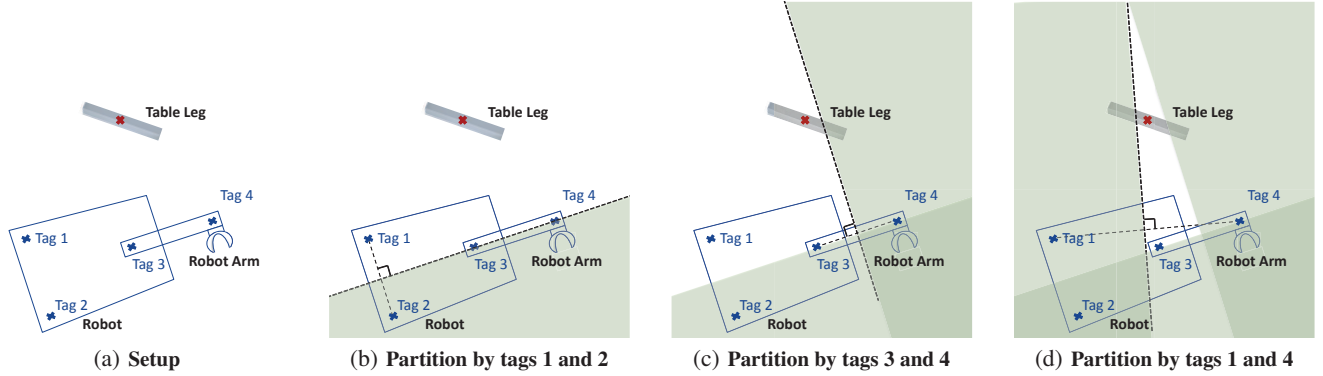 Table Leg
Tag 4
Tag 1
Tag 3
Robot Arm
Tag 2
Robot
(a) Setup
Table Leg
Tag 4
Tag 1
Tag 3
Robot Arm
Tag 2
Robot
(b) Partition by tags 1 and 2
Table Leg
Tag 4
Tag 1
Tag 3
Robot Arm
Tag 2
Robot
(c) Partition by tags 3 and 4
Table Leg
Tag 4
Tag 1
Tag 3
Robot Arm
Tag 2
Robot
(d) Partition by tags 1 and 4